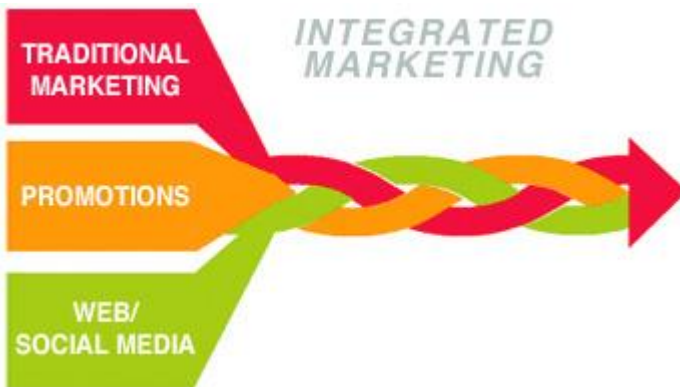 INTEGRATED
MARKETING
TRADITIONAL
MARKETING
PROMOTIONS
WEB/
SOCIAL MEDIA